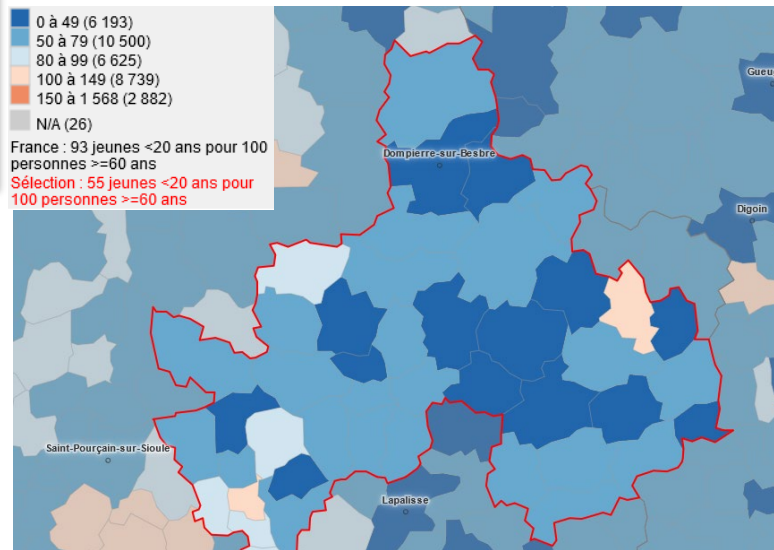 0 à 49 (6 193)
50 à 79 (10 500)
80 à 99 (6 625)
100 à 149 (8 739)
150 à 1 568 (2 882)
N/A (26)
France : 93 jeunes <20 ans pour 100
personnes >=60 ans
Sélection : 55 jeunes <20 ans pour
100 personnes >=60 ans
Gueu
Dompierre-sur-Besbre
Digoin
Saint-Pourçain-sur-Sioule
Lapalisse